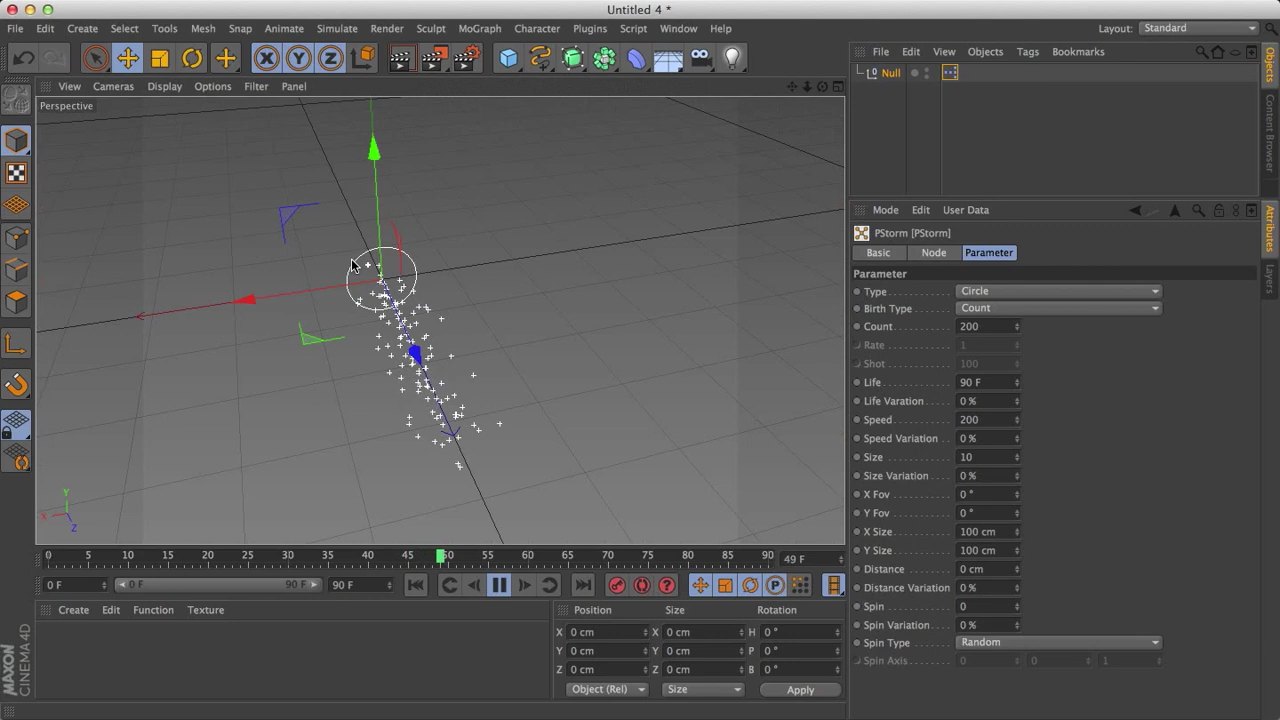 Untitled 4 *
File Edit Create Select Tools Mesh Snap Animate Simulate Render Sculpt MoGraph Character Plugins Script Window Help
Layout: Standard
X Y Z
View Cameras Display Options Filter Panel
Perspective
Y
X
Z
File Edit View Objects Tags Bookmarks
Null
Objects
Content Browser
Mode Edit User Data
Attributes
Layers
PStorm [PStorm]
Basic Node Parameter
Parameter
Type Circle
Birth Type Count
Count 200
Rate 1
Shot 100
Life 90 F
Life Varation 0 %
Speed 200
Speed Variation 0 %
Size 10
Size Variation 0 %
X Fov 0 °
Y Fov 0 °
X Size 100 cm
Y Size 100 cm
Distance 0 cm
Distance Variation 0 %
Spin 0
Spin Variation 0 %
Spin Type Random
Spin Axis 0 0 1
0 5 10 15 20 25 30 35 40 45 50 55 60 65 70 75 80 85 90 49 F
0 F 0 F 90 F 90 F
P
Create Edit Function Texture
Position Size Rotation
X 0 cm X 0 cm H 0 °
Y 0 cm Y 0 cm P 0 °
Z 0 cm Z 0 cm B 0 °
Object (Rel) Size Apply
MAXON
CINEMA 4D